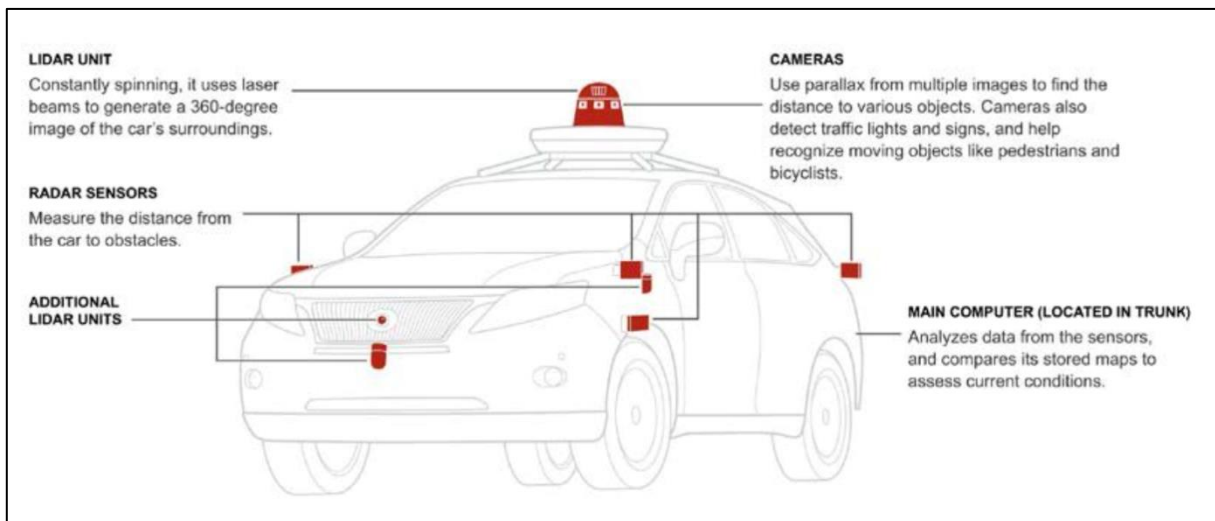 LIDAR UNIT
Constantly spinning, it uses laser
beams to generate a 360-degree
image of the car's surroundings.
CAMERAS
Use parallax from multiple images to find the
distance to various objects. Cameras also
detect traffic lights and signs, and help
recognize moving objects like pedestrians and
bicyclists.
RADAR SENSORS
Measure the distance from
the car to obstacles.
ADDITIONAL
LIDAR UNITS
MAIN COMPUTER (LOCATED IN TRUNK)
Analyzes data from the sensors,
and compares its stored maps to
assess current conditions.